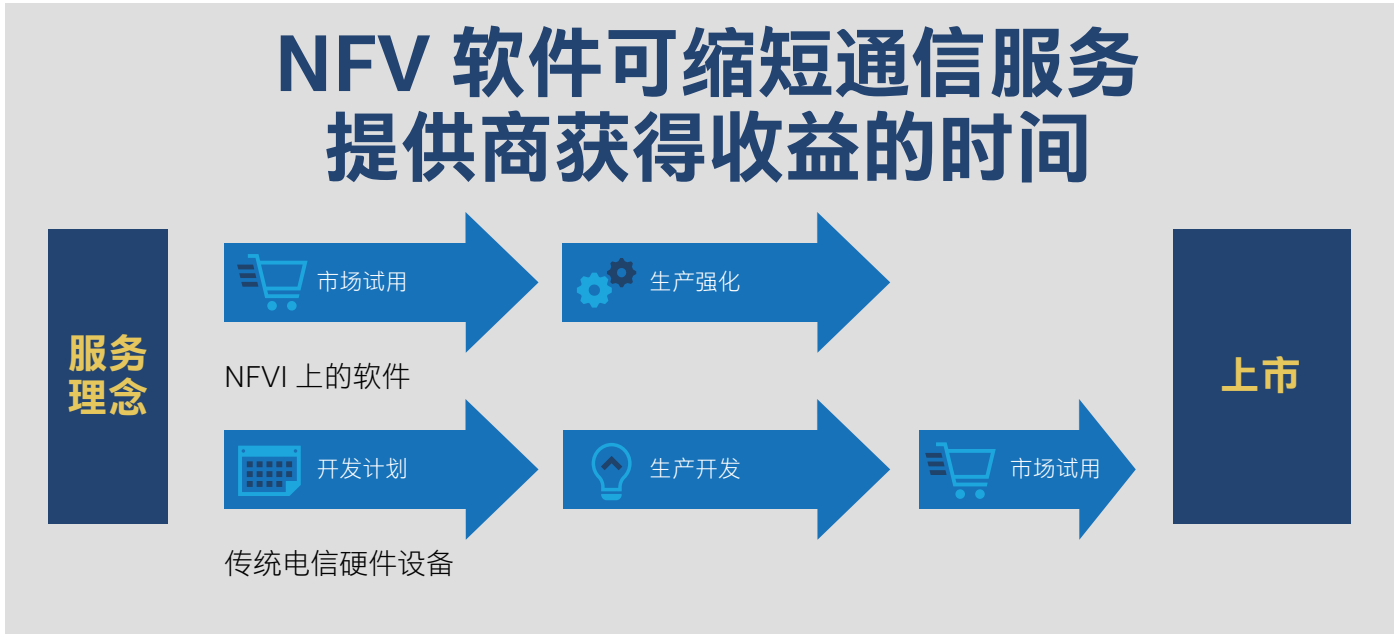 NFV 软件可缩短通信服务
提供商获得收益的时间
服务
理念
市场试用
生产强化
NFVI 上的软件
开发计划
生产开发
市场试用
传统电信硬件设备
上市